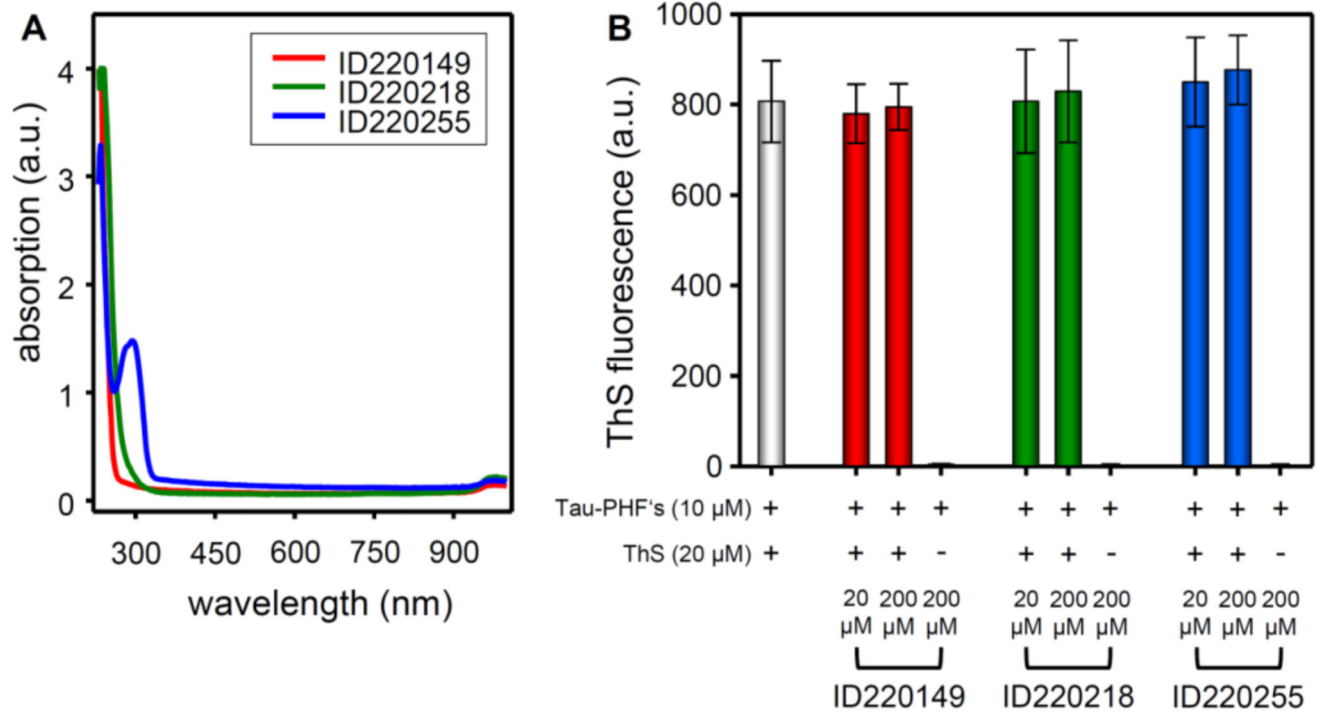 A
ID220149
ID220218
ID220255
4
3
2
1
0
absorption (a.u.)
300 450 600 750 900
wavelength (nm)
B
1000
800
600
400
200
0
ThS fluorescence (a.u.)
Tau-PHF‘s (10 µM) + + + + + + + + + +
ThS (20 µM) + + + - + + - + + -
20 200 200 20 200 200 20 200 200
µM µM µM µM µM µM µM µM µM
ID220149 ID220218 ID220255